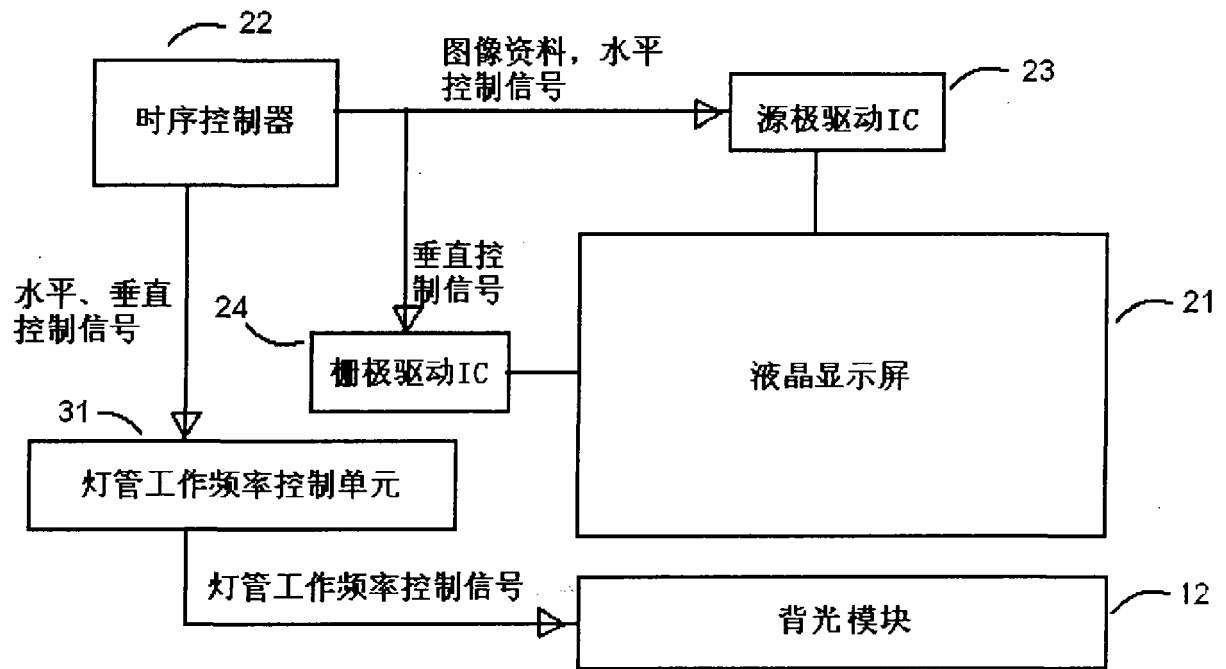 22
图像资料，水平
控制信号
23
时序控制器
源极驱动IC
垂直控
制信号
水平、垂直
控制信号
24
21
栅极驱动IC
液晶显示屏
31
灯管工作频率控制单元
灯管工作频率控制信号
12
背光模块